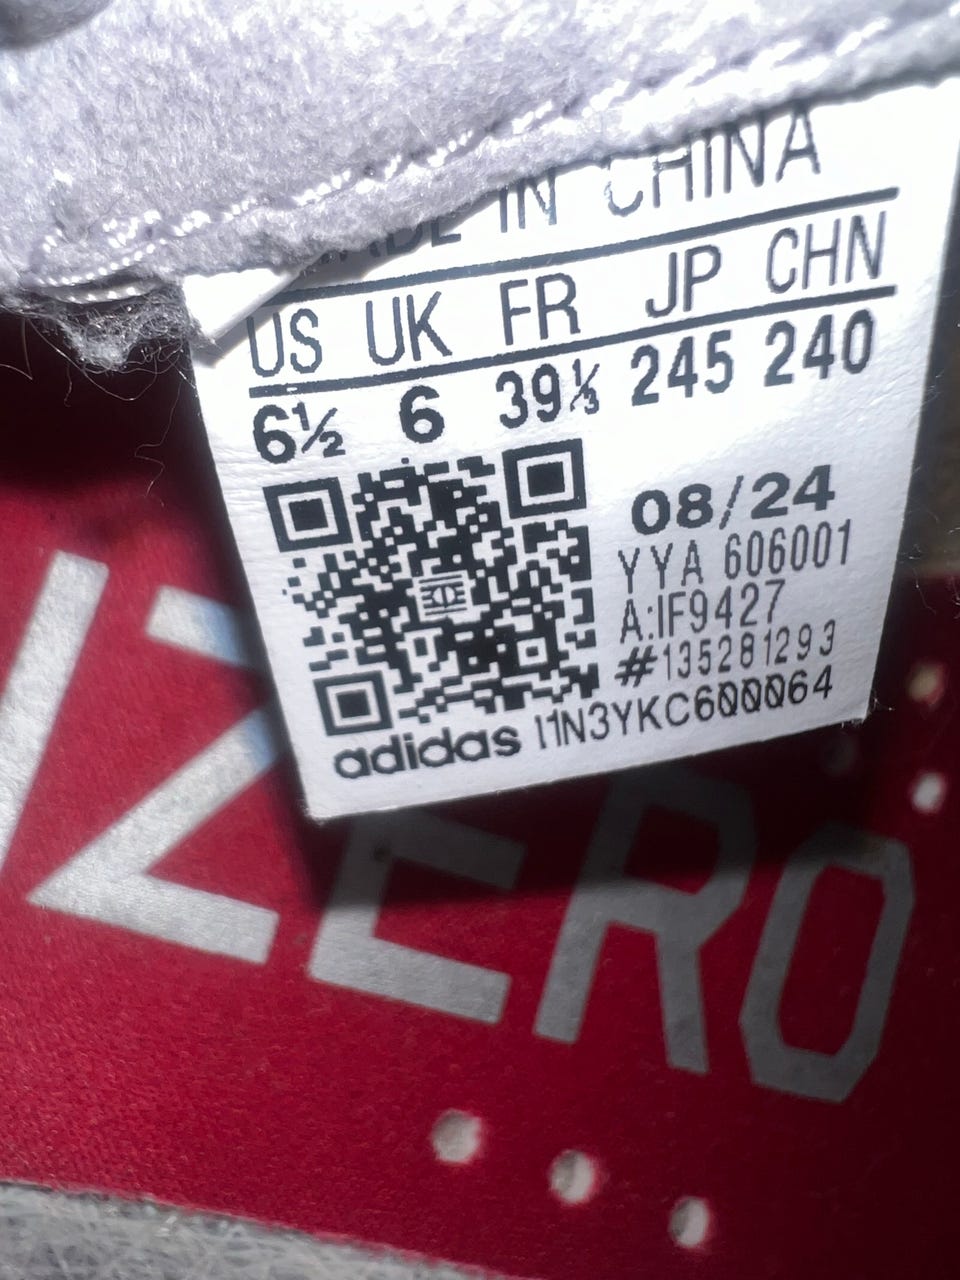 MADE IN CHINA
US UK FR JP CHN
6½ 6 39⅓ 245 240
08/24
YYA 606001
A:IF9427
#135281293
adidas I1N3YKC600064
IZERO